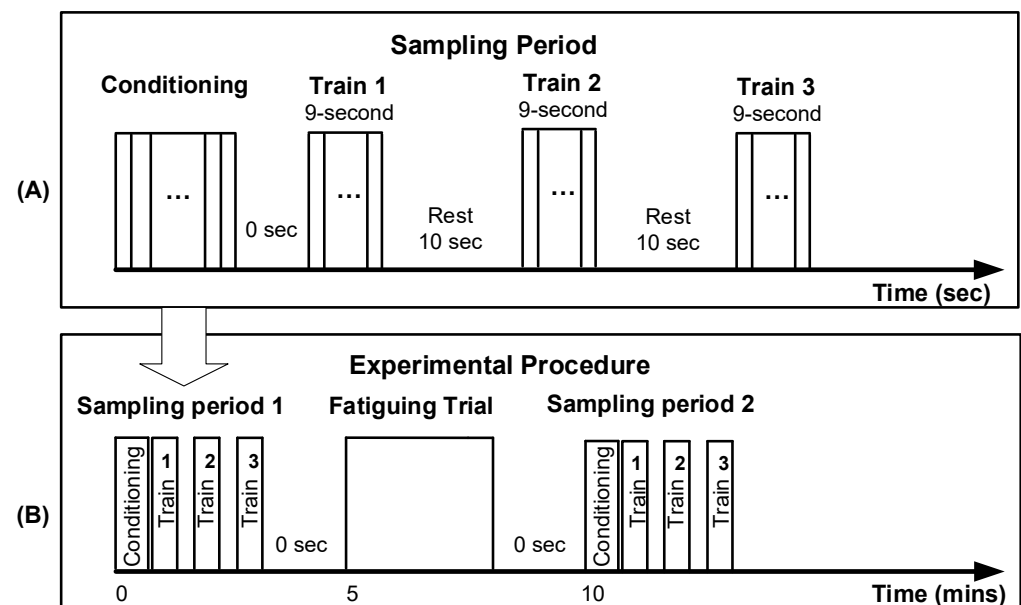 Sampling Period
Conditioning
Train 1
9-second
Train 2
9-second
Train 3
9-second
(A)
...
...
...
...
0 sec
Rest
10 sec
Rest
10 sec
Time (sec)
Experimental Procedure
Sampling period 1
Fatiguing Trial
Sampling period 2
(B)
Conditioning
Train 1
Train 2
Train 3
0 sec
0 sec
Conditioning
Train 1
Train 2
Train 3
0
5
10
Time (mins)